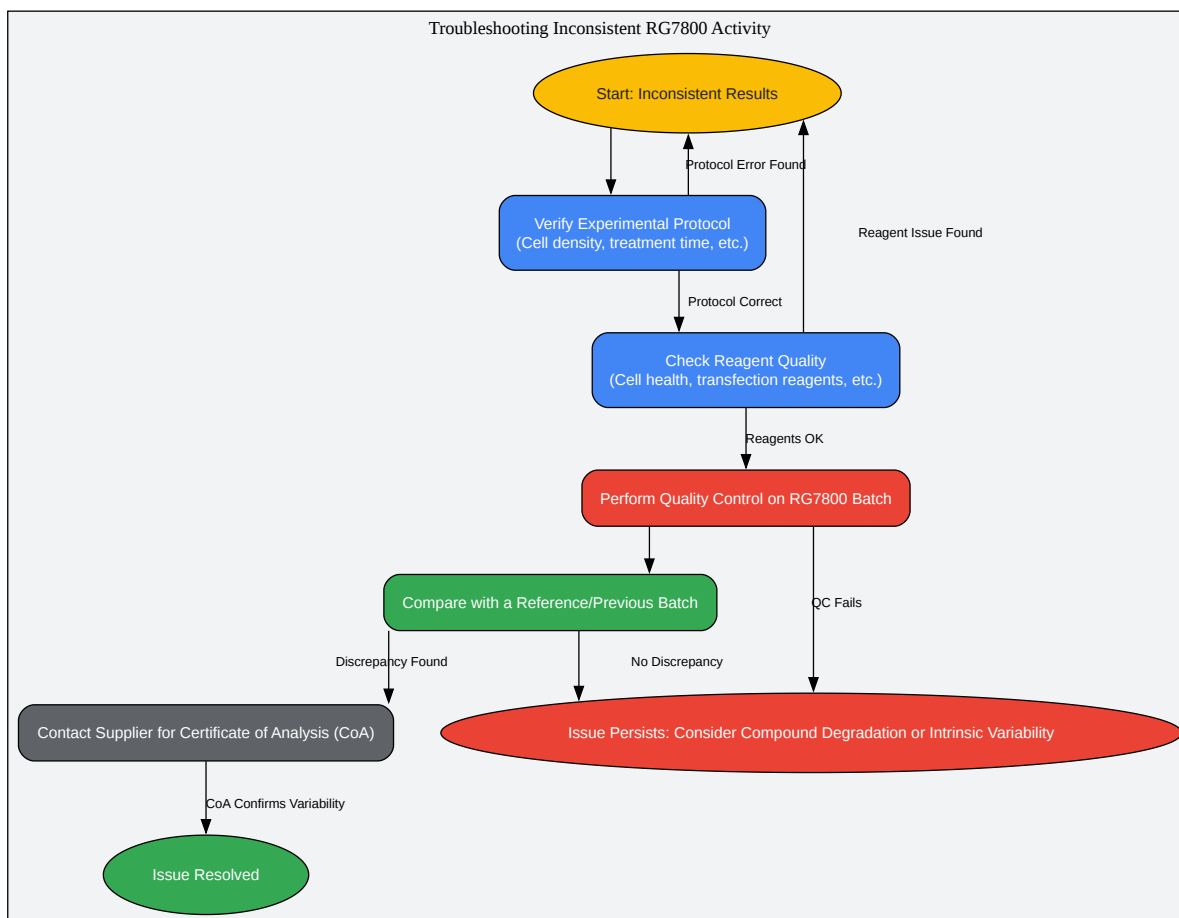 Troubleshooting Inconsistent RG7800 Activity
Start: Inconsistent Results
Protocol Error Found
Verify Experimental Protocol
(Cell density, treatment time, etc.)
Reagent Issue Found
Protocol Correct
Check Reagent Quality
(Cell health, transfection reagents, etc.)
Reagents OK
Perform Quality Control on RG7800 Batch
Compare with a Reference/Previous Batch
QC Fails
Discrepancy Found
No Discrepancy
Contact Supplier for Certificate of Analysis (CoA)
Issue Persists: Consider Compound Degradation or Intrinsic Variability
CoA Confirms Variability
Issue Resolved